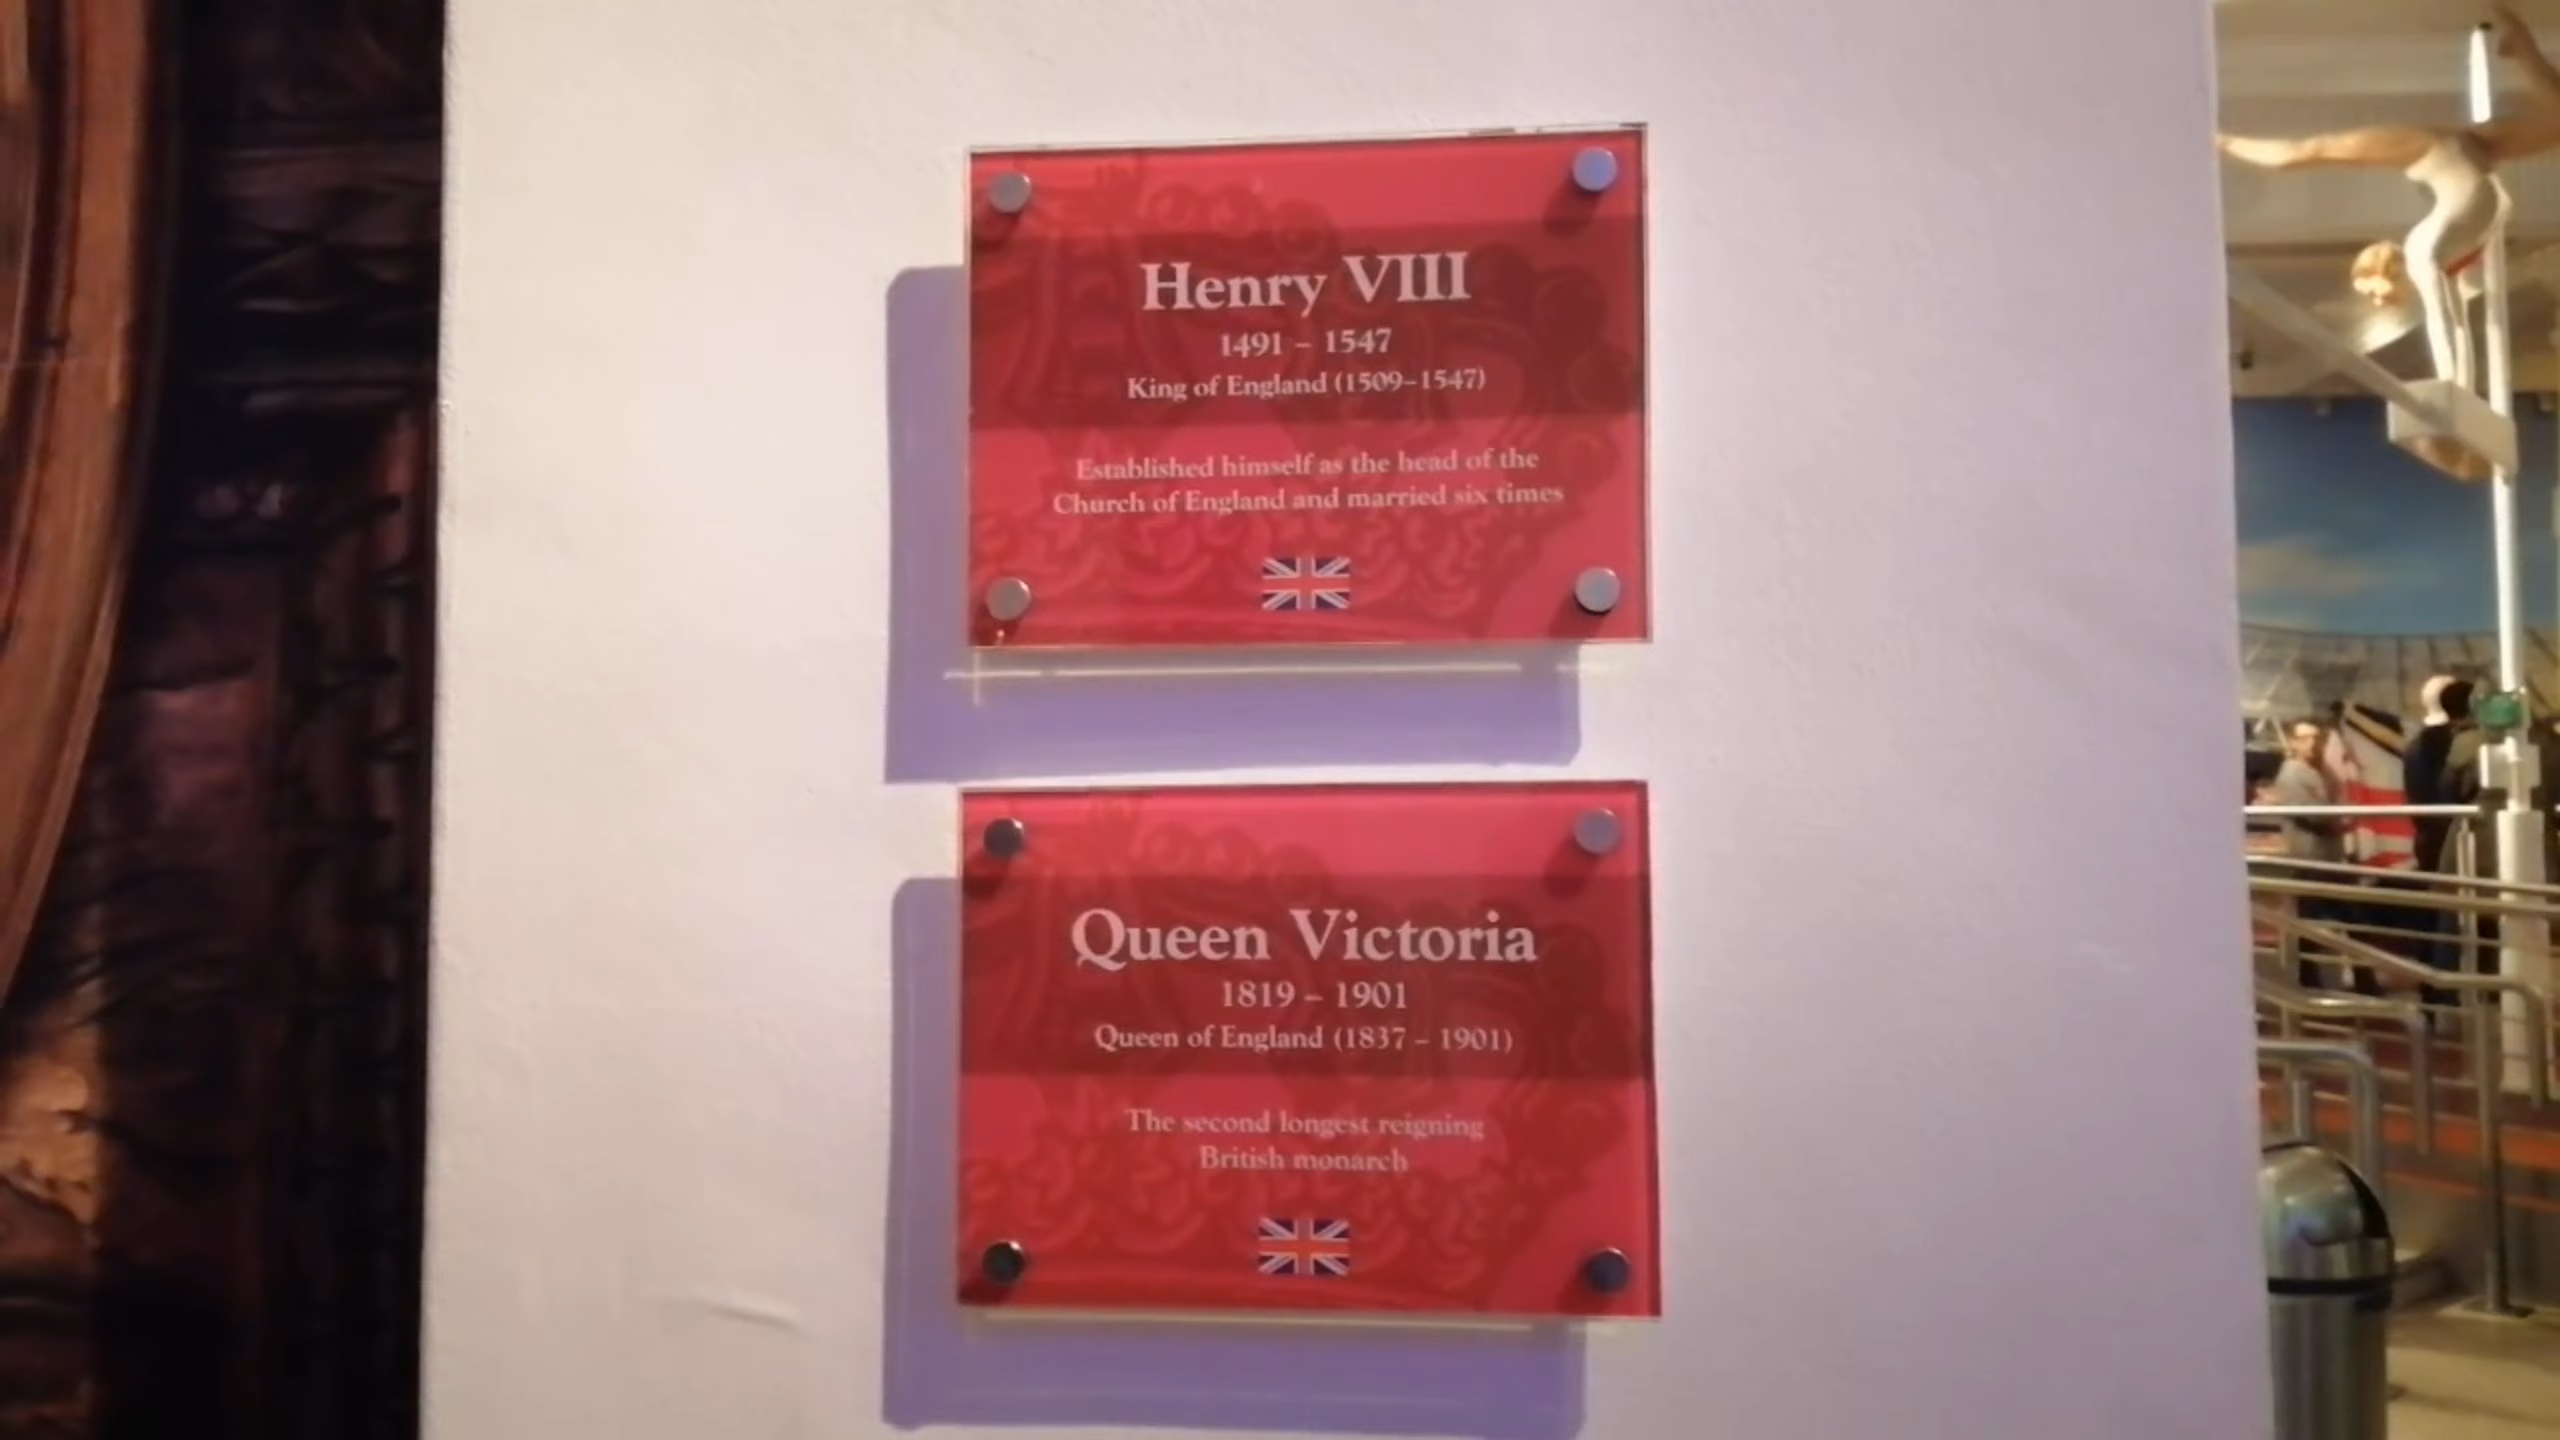 Henry VIII
1491 – 1547
King of England (1509–1547)
Established himself as the head of the
Church of England and married six times
Queen Victoria
1819 – 1901
Queen of England (1837 – 1901)
The second longest reigning
British monarch